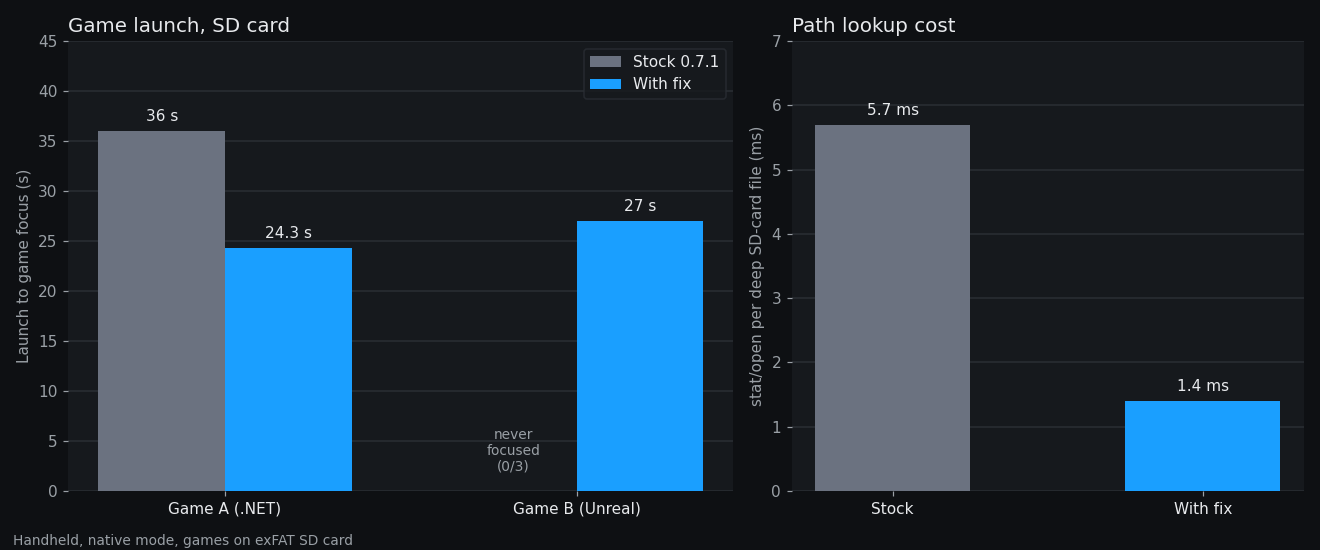 Game launch, SD card
Launch to game focus (s)
45
40
35
30
25
20
15
10
5
0
Stock 0.7.1
With fix
36 s
24.3 s
never
focused
(0/3)
27 s
Game A (.NET)
Game B (Unreal)
Path lookup cost
stat/open per deep SD-card file (ms)
7
6
5
4
3
2
1
0
5.7 ms
1.4 ms
Stock
With fix
Handheld, native mode, games on exFAT SD card